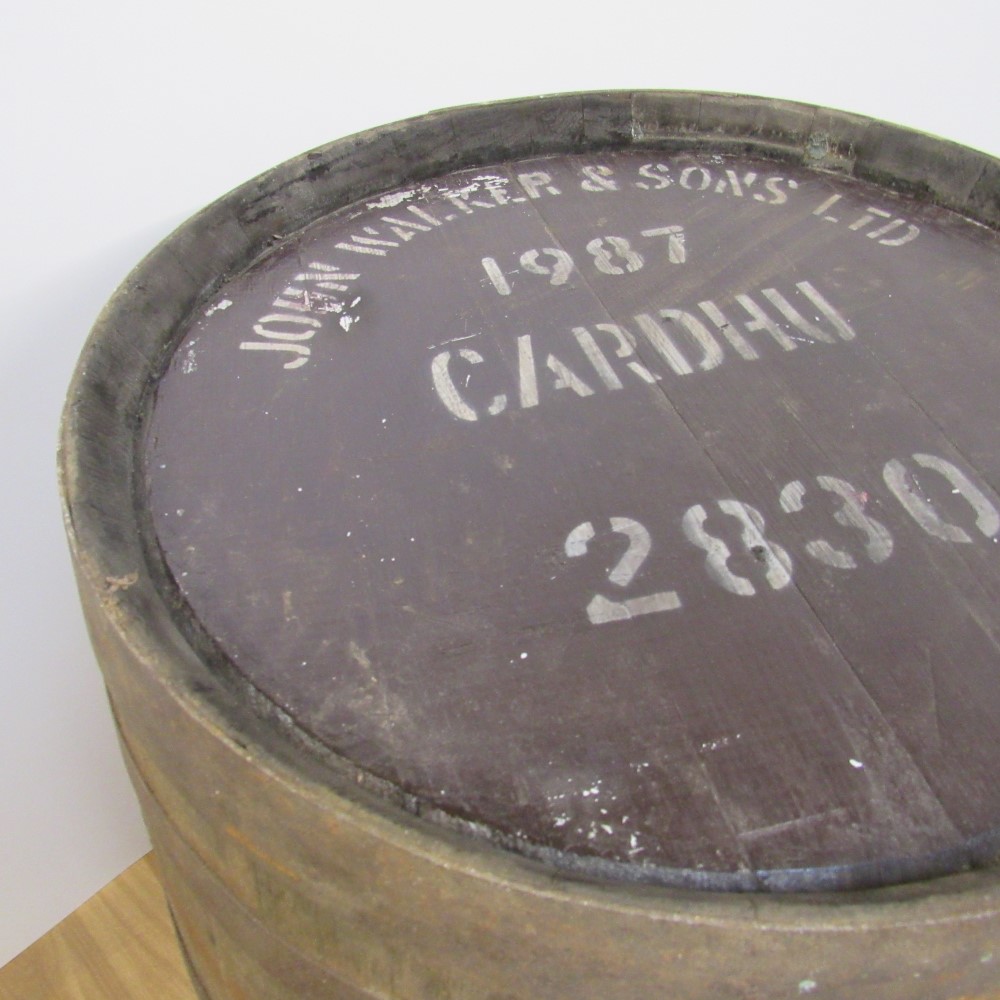 JOHN WALKER & SONS LTD
1987
CARDHU
2830